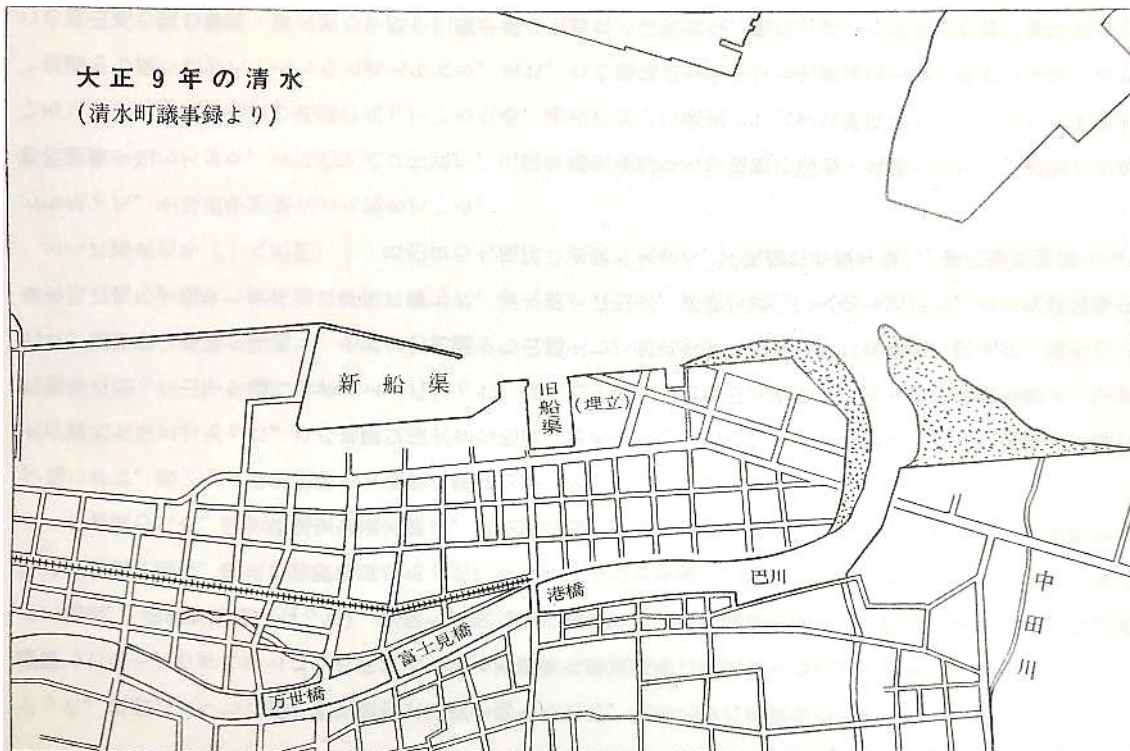 大正9年の清水
(清水町議事録より)
新船渠
旧船渠
(埋立)
港橋
巴川
富士見橋
万世橋
中田川